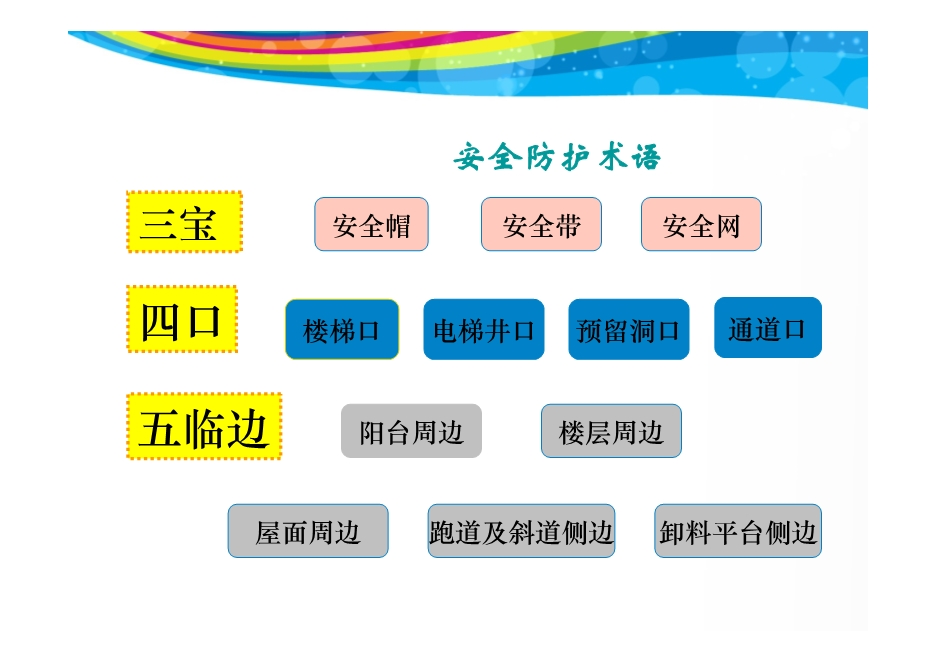 安全防护术语
三宝 安全帽 安全带 安全网
四口 楼梯口 电梯井口 预留洞口 通道口
五临边 阳台周边 楼层周边
屋面周边 跑道及斜道侧边 卸料平台侧边